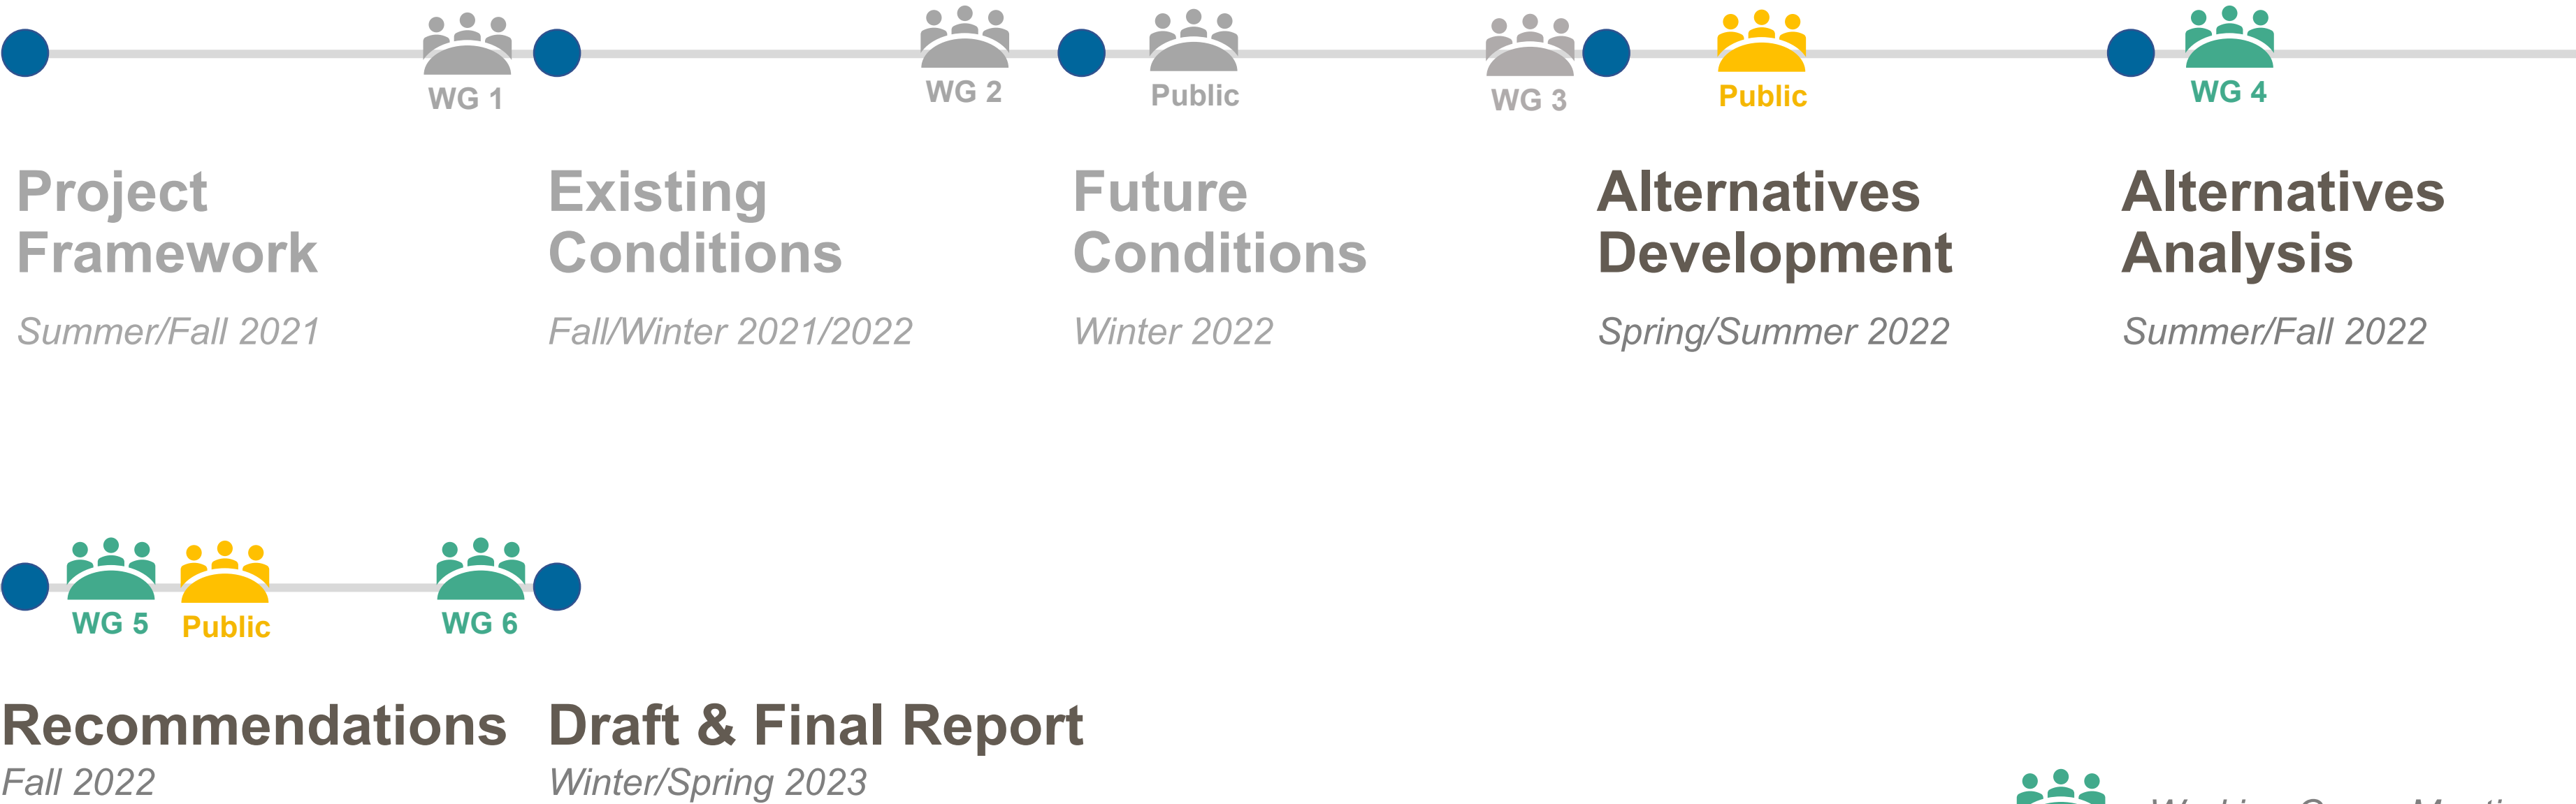 WG 1
WG 2
Public
WG 3
Public
WG 4
Project
Framework
Summer/Fall 2021
Existing
Conditions
Fall/Winter 2021/2022
Future
Conditions
Winter 2022
Alternatives
Development
Spring/Summer 2022
Alternatives
Analysis
Summer/Fall 2022
WG 5
Public
WG 6
Recommendations
Fall 2022
Draft & Final Report
Winter/Spring 2023